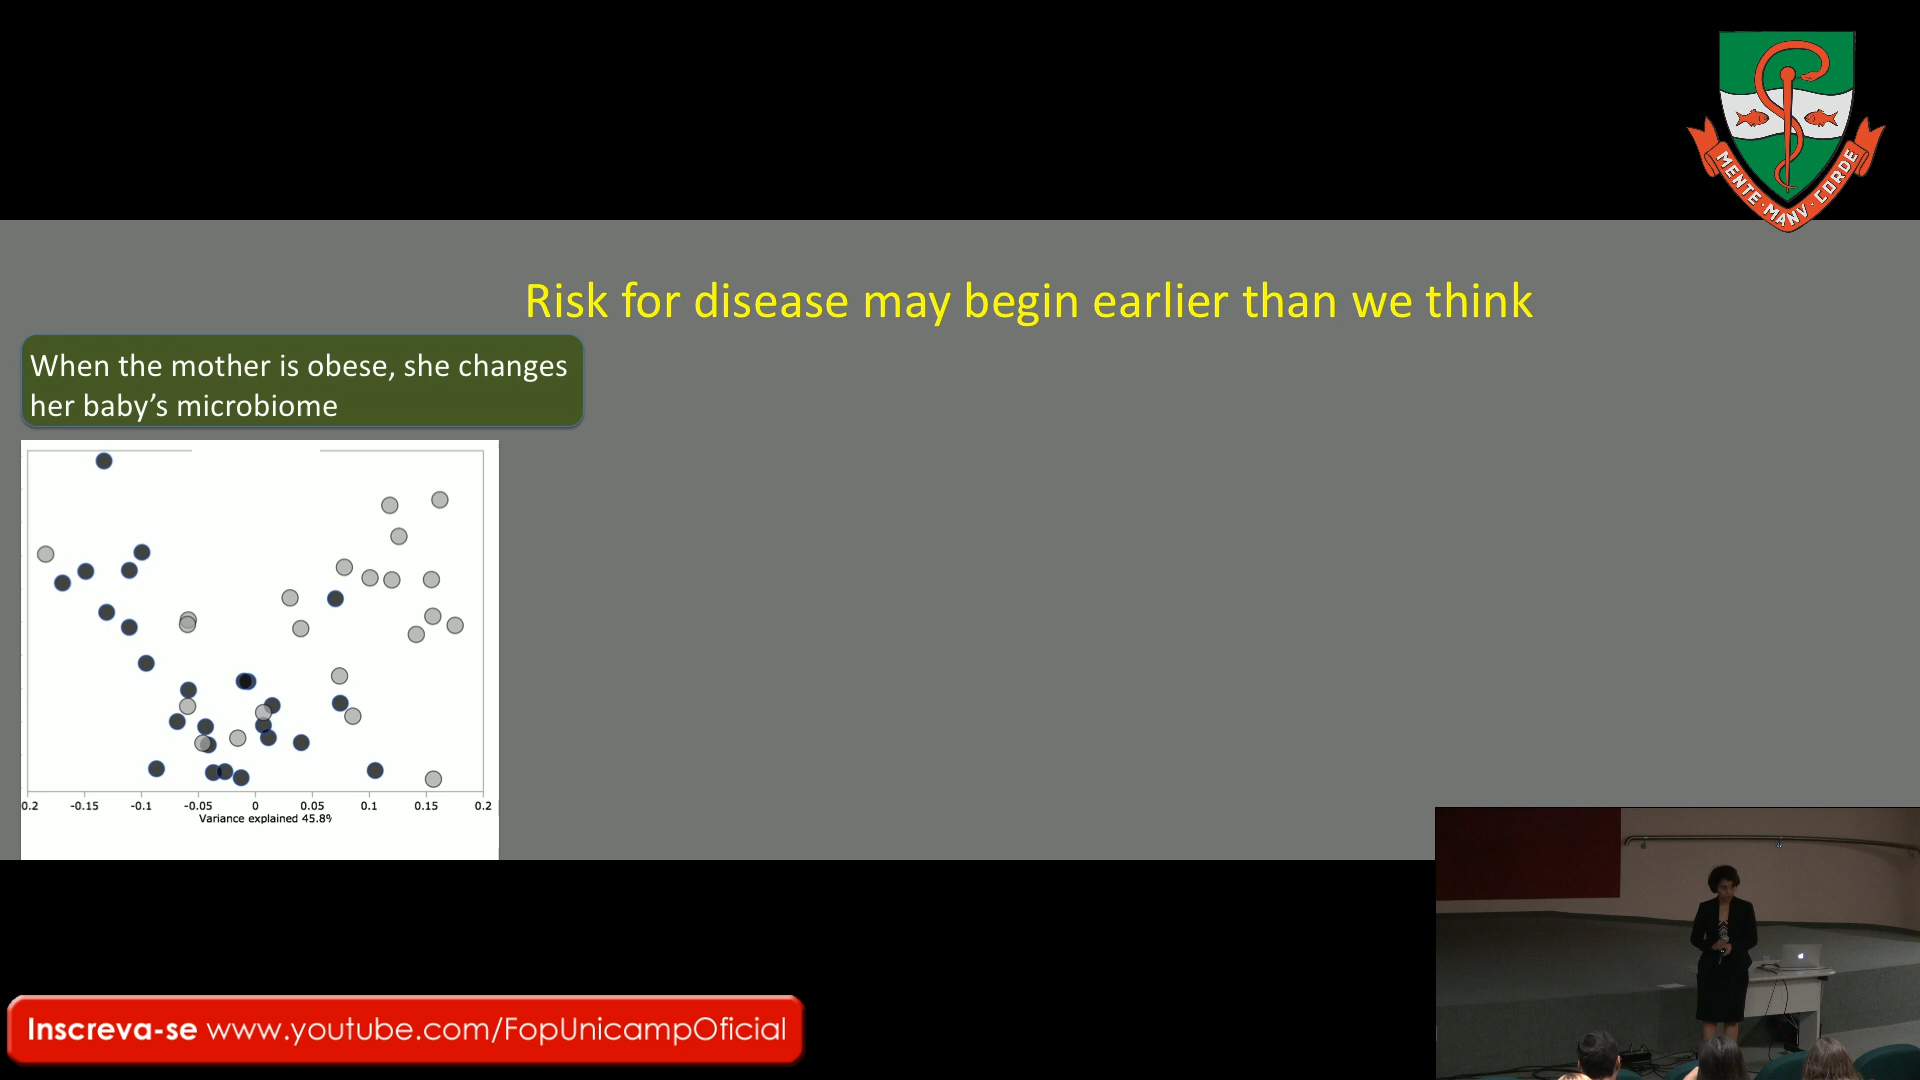 MENTE·MANV·CORDE
Risk for disease may begin earlier than we think
When the mother is obese, she changes
her baby’s microbiome
0.2 -0.15 -0.1 -0.05 0 0.05 0.1 0.15 0.2
Variance explained 45.8%
Inscreva-se www.youtube.com/FopUnicampOficial